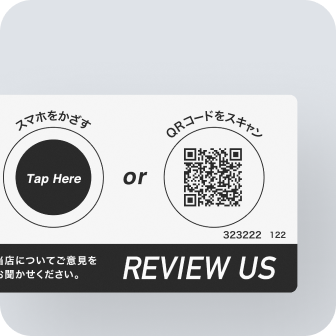 スマホをかざす
QRコードをスキャン
Tap Here
or
323222 122
当店についてご意見を
お聞かせください。
REVIEW US